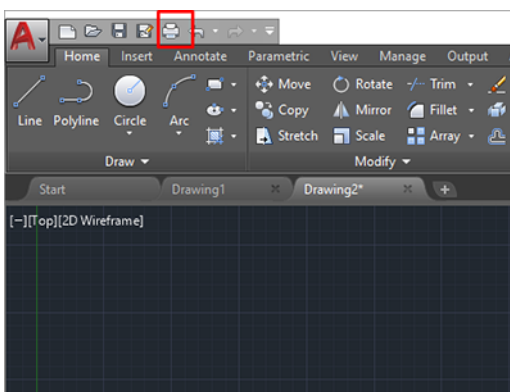 A
Home Insert Annotate Parametric View Manage Output
Line Polyline Circle Arc
Move Rotate Trim
Copy Mirror Fillet
Stretch Scale Array
Draw Modify
Start Drawing1 Drawing2*
[−][Top][2D Wireframe]